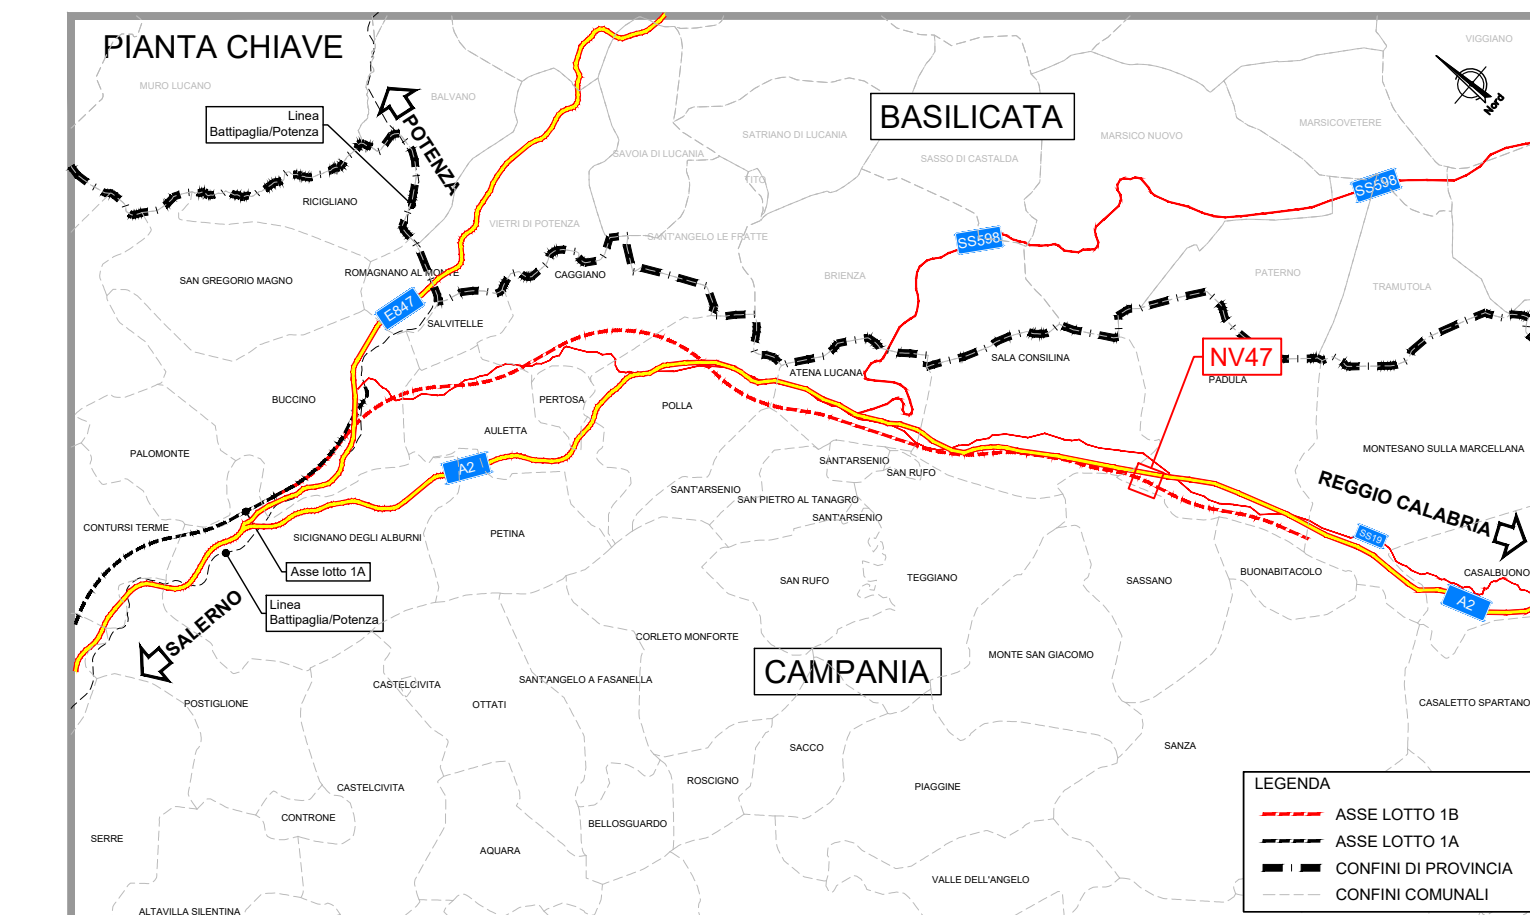 PIANTA CHIAVE
VIGGIANO
MURO LUCANO
BALVANO
Nord
Linea
Battipaglia/Potenza
POTENZA
BASILICATA
SATRIANO DI LUCANIA
MARSICO NUOVO
MARSICOVETERE
SAVOIA DI LUCANIA
SASSO DI CASTALDA
TITO
SS598
RICIGLIANO
VIETRI DI POTENZA
SANT'ANGELO LE FRATTE
SS598
SAN GREGORIO MAGNO
ROMAGNANO AL MONTE
CAGGIANO
BRIENZA
PATERNO
TRAMUTOLA
E847
SALVITELLE
SALA CONSILINA
NV47
ATENA LUCANA
PADULA
BUCCINO
PERTOSA
POLLA
AULETTA
MONTESANO SULLA MARCELLANA
PALOMONTE
A2
SANT'ARSENIO
SAN RUFO
SANT'ARSENIO
SAN PIETRO AL TANAGRO
SANT'ARSENIO
REGGIO CALABRiA
CONTURSI TERME
SICIGNANO DEGLI ALBURNI
PETINA
SS19
Asse lotto 1A
SAN RUFO
TEGGIANO
SASSANO
BUONABITACOLO
CASALBUONO
A2
Linea
Battipaglia/Potenza
SALERNO
CORLETO MONFORTE
MONTE SAN GIACOMO
CAMPANIA
CASTELCIVITA
SANT'ANGELO A FASANELLA
POSTIGLIONE
OTTATI
CASALETTO SPARTANO
SACCO
SANZA
ROSCIGNO
PIAGGINE
CASTELCIVITA
CONTRONE
BELLOSGUARDO
SERRE
AQUARA
VALLE DELL'ANGELO
ALTAVILLA SILENTINA
LEGENDA
ASSE LOTTO 1B
ASSE LOTTO 1A
CONFINI DI PROVINCIA
CONFINI COMUNALI